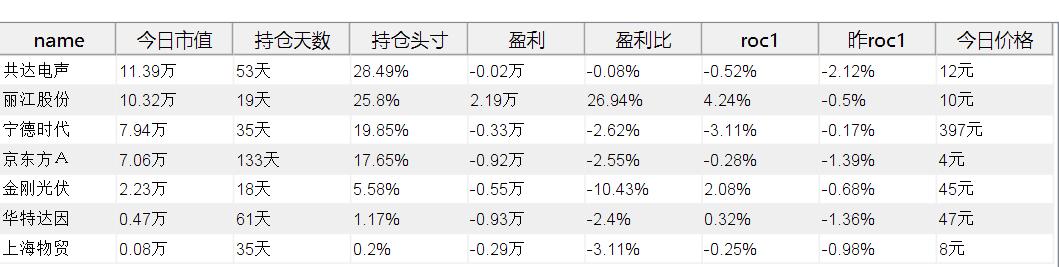 name 今日市值 持仓天数 持仓头寸 盈利 盈利比 roc1 昨roc1 今日价格
共达电声 11.39万 53天 28.49% -0.02万 -0.08% -0.52% -2.12% 12元
丽江股份 10.32万 19天 25.8% 2.19万 26.94% 4.24% -0.5% 10元
宁德时代 7.94万 35天 19.85% -0.33万 -2.62% -3.11% -0.17% 397元
京东方Ａ 7.06万 133天 17.65% -0.92万 -2.55% -0.28% -1.39% 4元
金刚光伏 2.23万 18天 5.58% -0.55万 -10.43% 2.08% -0.68% 45元
华特达因 0.47万 61天 1.17% -0.93万 -2.4% 0.32% -1.36% 47元
上海物贸 0.08万 35天 0.2% -0.29万 -3.11% -0.25% -0.98% 8元